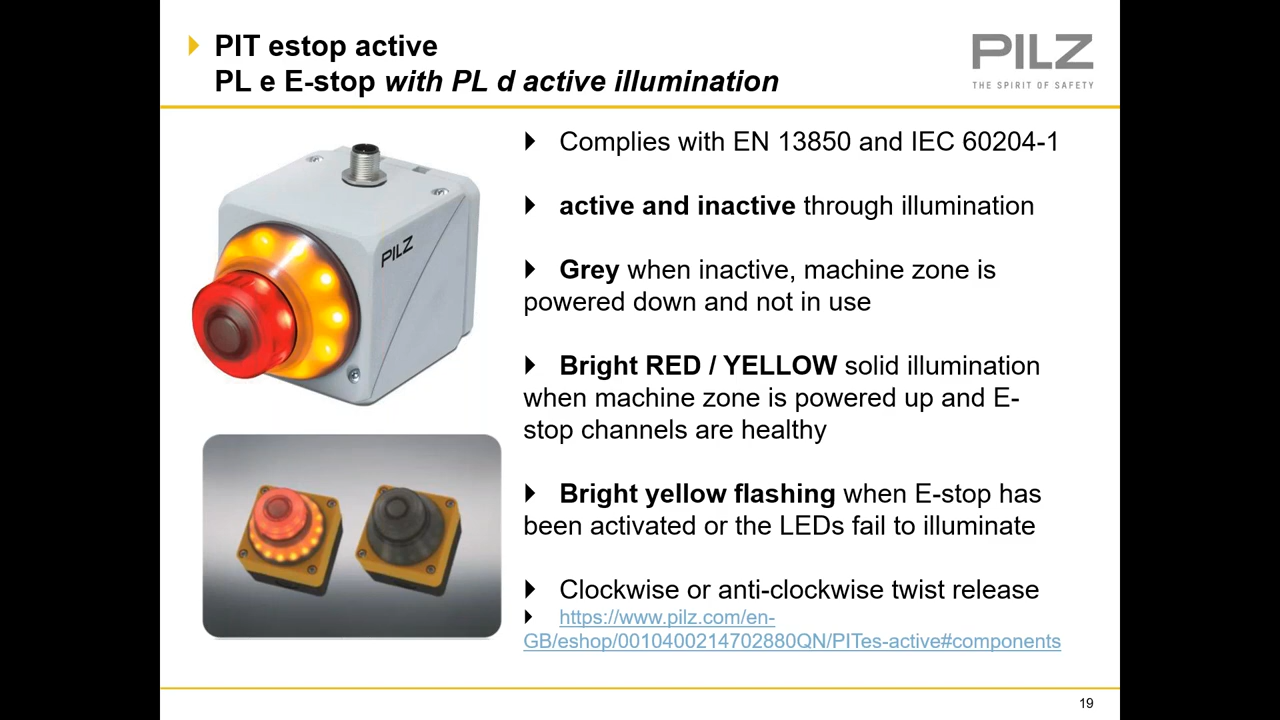 PIT estop active
PL e E-stop with PL d active illumination
PILZ
THE SPIRIT OF SAFETY
PILZ
Complies with EN 13850 and IEC 60204-1
active and inactive through illumination
Grey when inactive, machine zone is
powered down and not in use
Bright RED / YELLOW solid illumination
when machine zone is powered up and E-
stop channels are healthy
Bright yellow flashing when E-stop has
been activated or the LEDs fail to illuminate
Clockwise or anti-clockwise twist release
https://www.pilz.com/en-
GB/eshop/0010400214702880QN/PITes-active#components
19